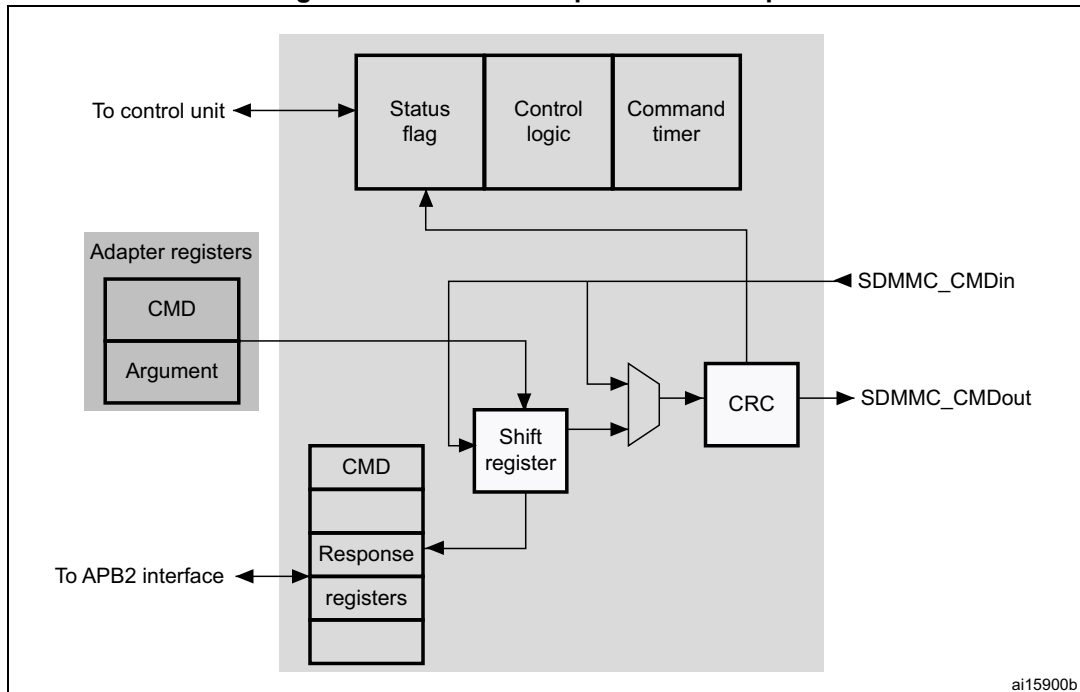 To control unit
Status
flag
Control
logic
Command
timer
Adapter registers
CMD
Argument
SDMMC_CMDin
SDMMC_CMDout
CRC
Shift
register
CMD
Response
registers
To APB2 interface
ai15900b